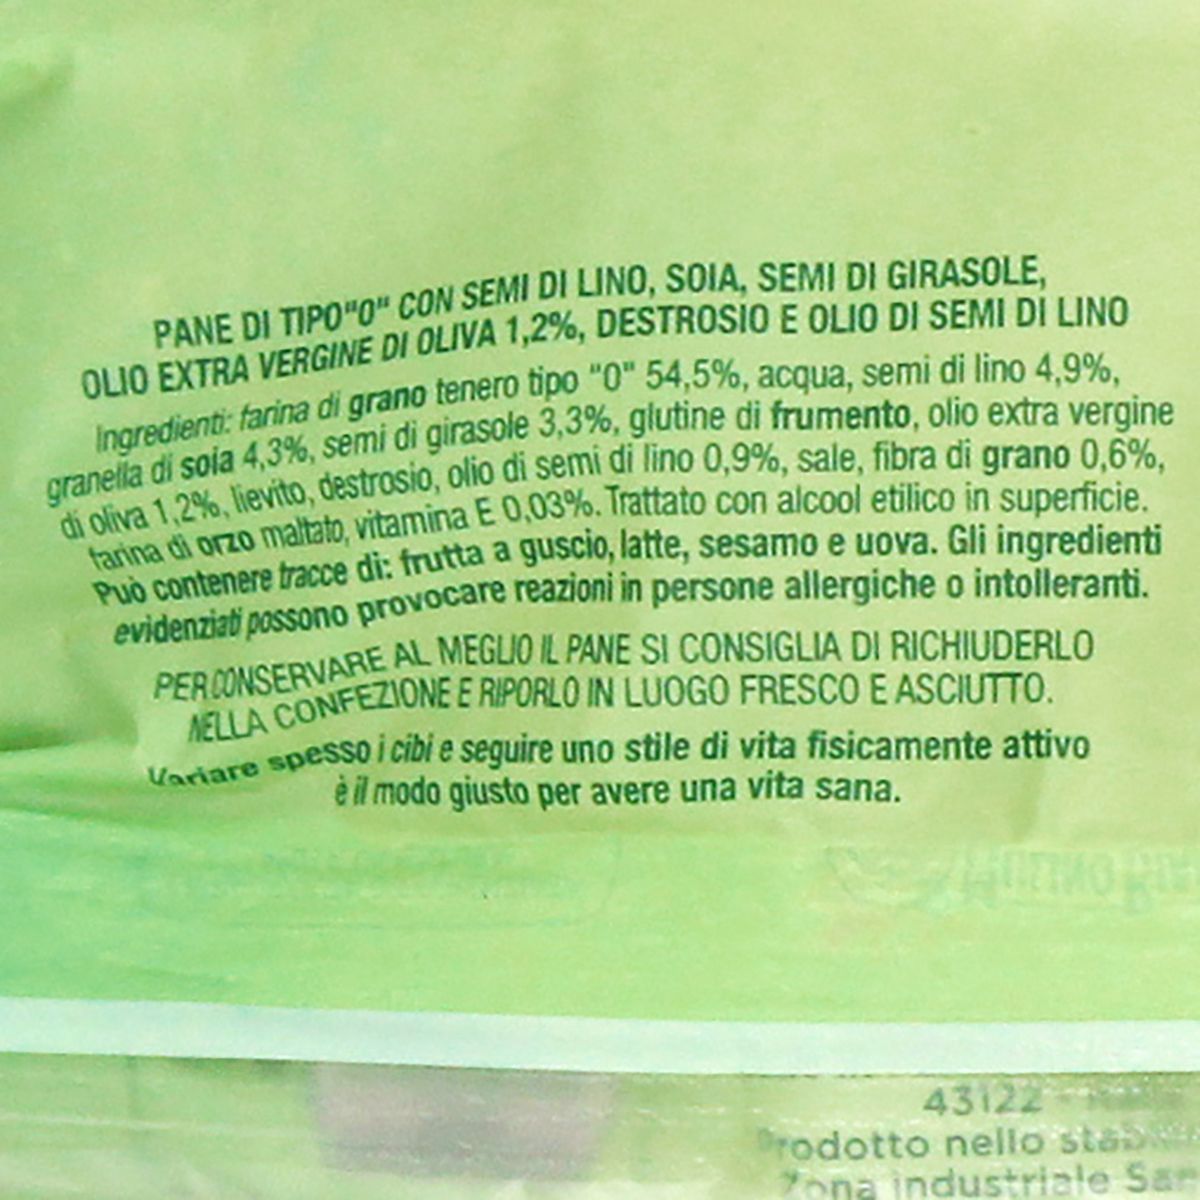 PANE DI TIPO"0" CON SEMI DI LINO, SOIA, SEMI DI GIRASOLE,
OLIO EXTRA VERGINE DI OLIVA 1,2%, DESTROSIO E OLIO DI SEMI DI LINO
Ingredienti: farina di grano tenero tipo "0" 54,5%, acqua, semi di lino 4,9%,
granella di soia 4,3%, semi di girasole 3,3%, glutine di frumento, olio extra vergine
di oliva 1,2%, lievito, destrosio, olio di semi di lino 0,9%, sale, fibra di grano 0,6%,
farina di orzo maltato, vitamina E 0,03%. Trattato con alcool etilico in superficie.
Può contenere tracce di: frutta a guscio, latte, sesamo e uova. Gli ingredienti
evidenziati possono provocare reazioni in persone allergiche o intolleranti.
PER CONSERVARE AL MEGLIO IL PANE SI CONSIGLIA DI RICHIUDERLO
NELLA CONFEZIONE E RIPORLO IN LUOGO FRESCO E ASCIUTTO.
Variare spesso i cibi e seguire uno stile di vita fisicamente attivo
è il modo giusto per avere una vita sana.
43122 -
Prodotto nello
Zona industriale